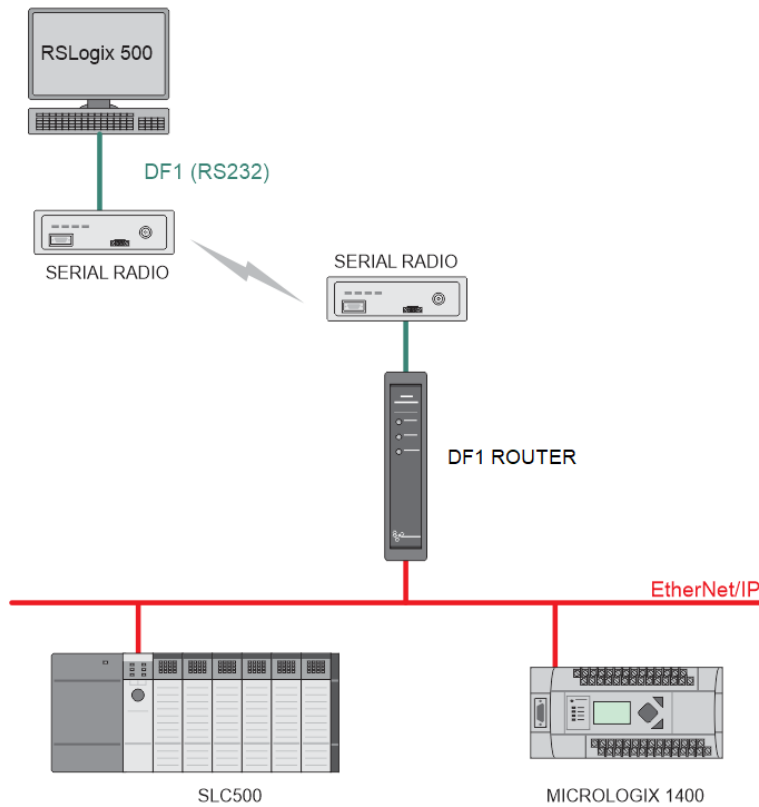 RSLogix 500
DF1 (RS232)
SERIAL RADIO
SERIAL RADIO
DF1 ROUTER
EtherNet/IP
SLC500
MICROLOGIX 1400